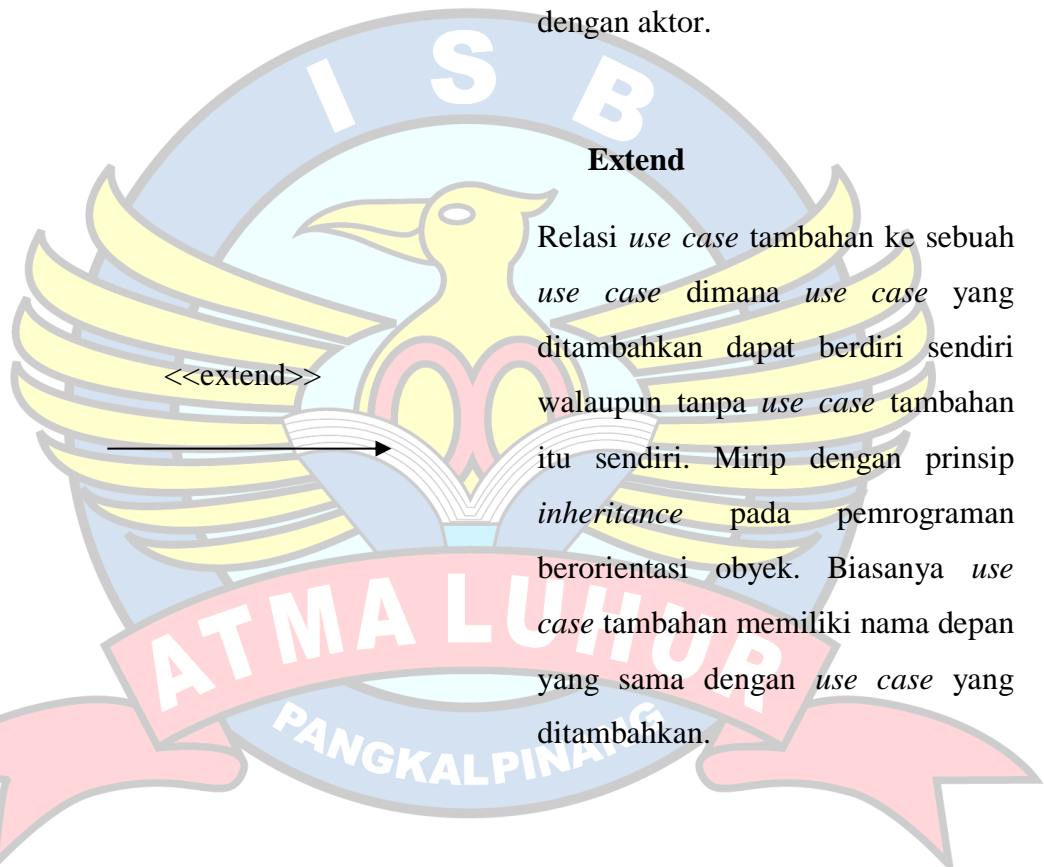 dengan aktor.
I S B
Extend
Relasi use case tambahan ke sebuah
use case dimana use case yang
ditambahkan dapat berdiri sendiri
<<extend>>
walaupun tanpa use case tambahan
itu sendiri. Mirip dengan prinsip
inheritance pada pemrograman
berorientasi obyek. Biasanya use
case tambahan memiliki nama depan
yang sama dengan use case yang
ditambahkan.
ATMA LUHUR
PANGKALPINANG